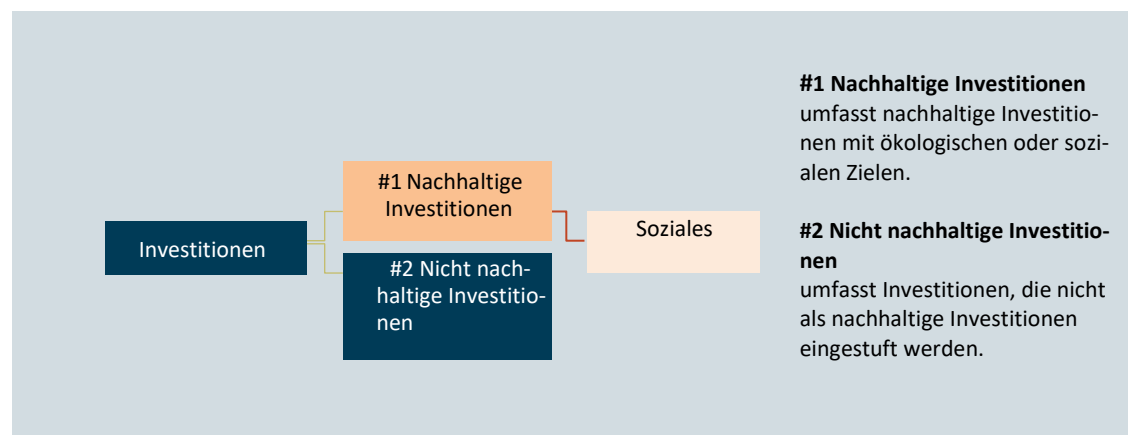 Investitionen
#1 Nachhaltige
Investitionen
#2 Nicht nach-
haltige Investitio-
nen
Soziales
#1 Nachhaltige Investitionen
umfasst nachhaltige Investitio-
nen mit ökologischen oder sozi-
alen Zielen.
#2 Nicht nachhaltige Investitio-
nen
umfasst Investitionen, die nicht
als nachhaltige Investitionen
eingestuft werden.